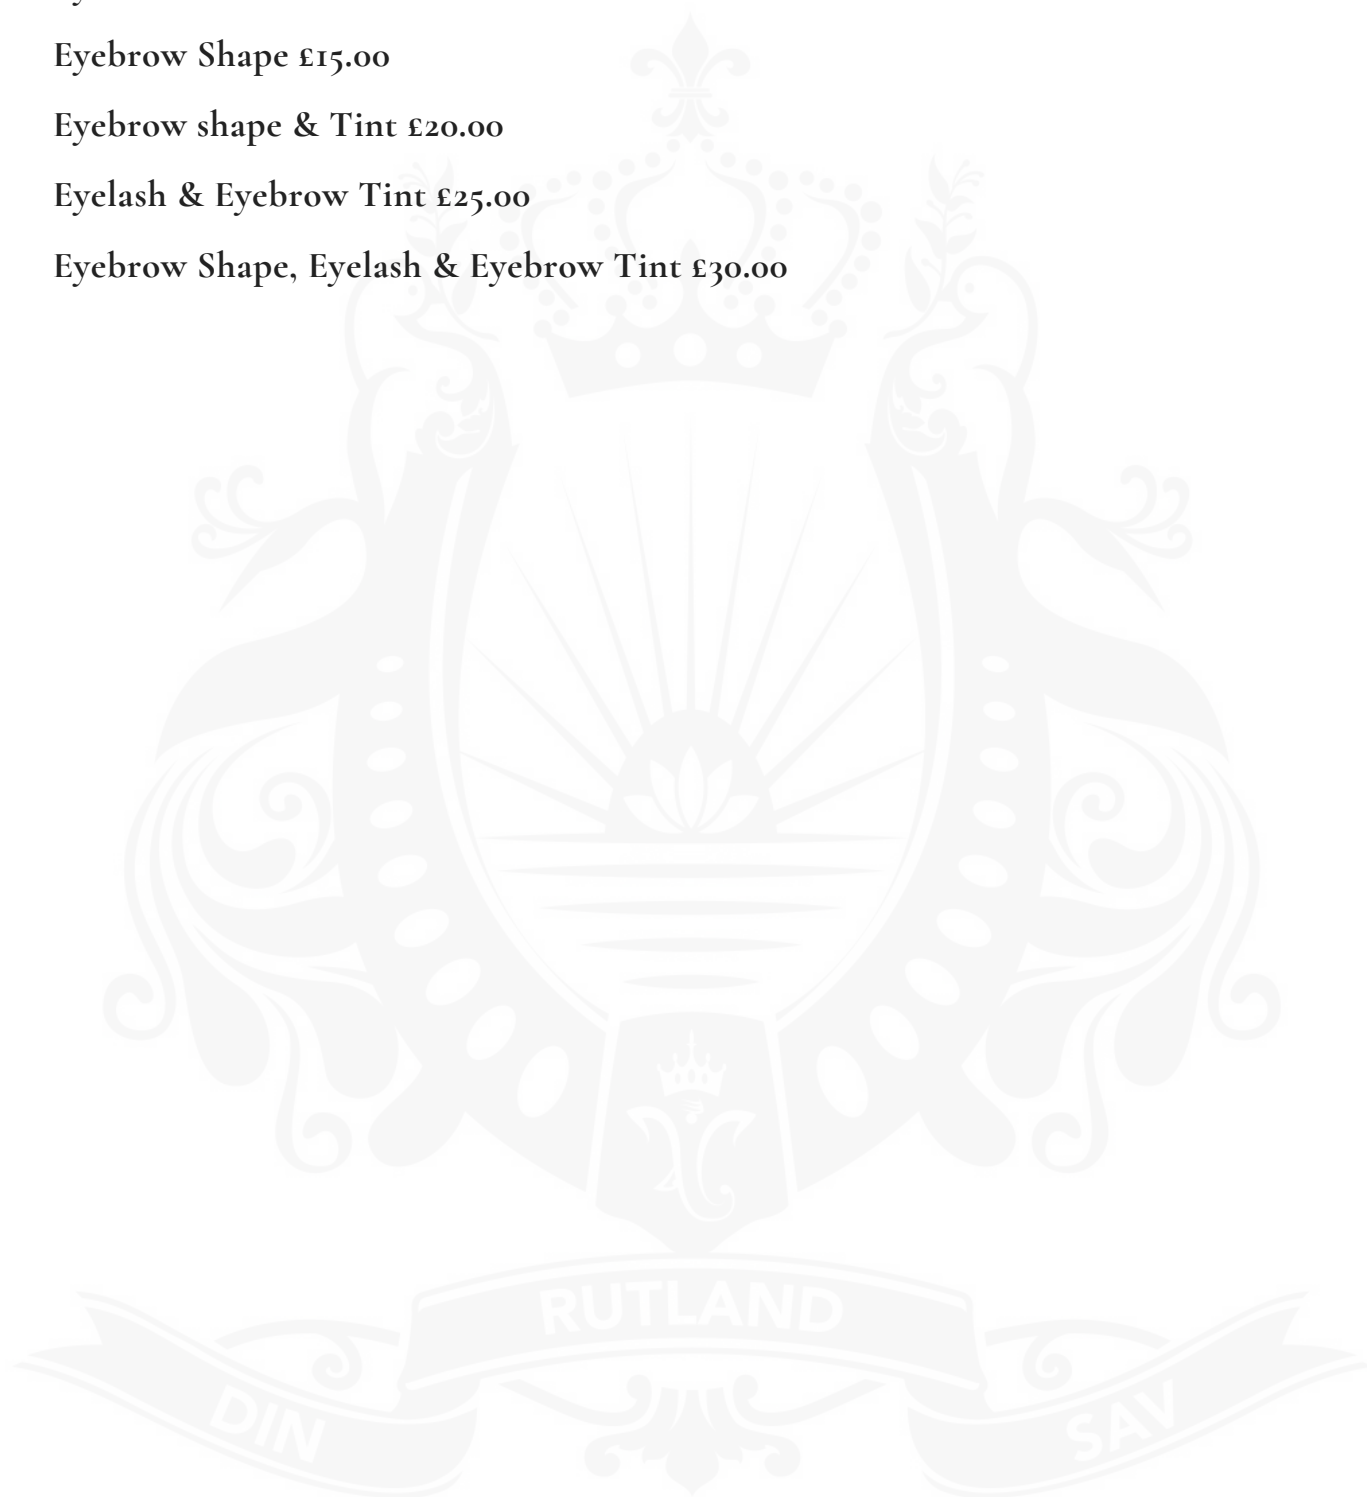 Eyebrow Shape £15.00
Eyebrow shape & Tint £20.00
Eyelash & Eyebrow Tint £25.00
Eyebrow Shape, Eyelash & Eyebrow Tint £30.00
RUTLAND
DIN
SAV